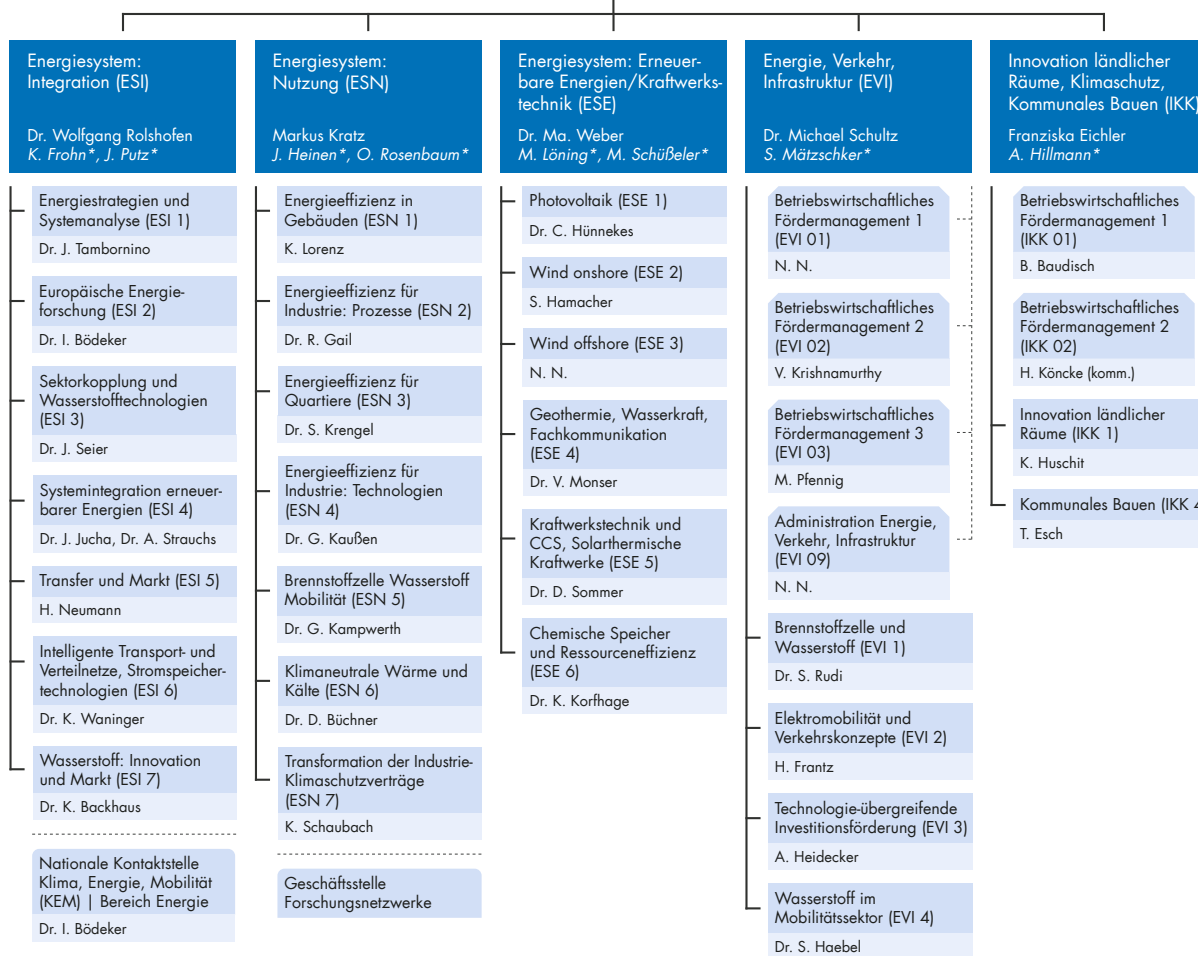 Energiesystem:
Integration (ESI)
Dr. Wolfgang Rolshofen
K. Frohn*, J. Putz*
Energiestrategien und
Systemanalyse (ESI 1)
Dr. J. Tambornino
Europäische Energie-
forschung (ESI 2)
Dr. I. Bödeker
Sektorkopplung und
Wasserstofftechnologien
(ESI 3)
Dr. J. Seier
Systemintegration erneuer-
barer Energien (ESI 4)
Dr. J. Jucha, Dr. A. Strauchs
Transfer und Markt (ESI 5)
H. Neumann
Intelligente Transport- und
Verteilnetze, Stromspeicher-
technologien (ESI 6)
Dr. K. Waninger
Wasserstoff: Innovation
und Markt (ESI 7)
Dr. K. Backhaus
Nationale Kontaktstelle
Klima, Energie, Mobilität
(KEM) | Bereich Energie
Dr. I. Bödeker
Energiesystem:
Nutzung (ESN)
Markus Kratz
J. Heinen*, O. Rosenbaum*
Energieeffizienz in
Gebäuden (ESN 1)
K. Lorenz
Energieeffizienz für
Industrie: Prozesse (ESN 2)
Dr. R. Gail
Energieeffizienz für
Quartiere (ESN 3)
Dr. S. Krengel
Energieeffizienz für
Industrie: Technologien
(ESN 4)
Dr. G. Kaußen
Brennstoffzelle Wasserstoff
Mobilität (ESN 5)
Dr. G. Kampwerth
Klimaneutrale Wärme und
Kälte (ESN 6)
Dr. D. Büchner
Transformation der Industrie-
Klimaschutzverträge
(ESN 7)
K. Schaubach
Geschäftsstelle
Forschungsnetzwerke
Energiesystem: Erneuer-
bare Energien/Kraftwerks-
technik (ESE)
Dr. Ma. Weber
M. Löning*, M. Schüßeler*
Photovoltaik (ESE 1)
Dr. C. Hünnekes
Wind onshore (ESE 2)
S. Hamacher
Wind offshore (ESE 3)
N. N.
Geothermie, Wasserkraft,
Fachkommunikation
(ESE 4)
Dr. V. Monser
Kraftwerkstechnik und
CCS, Solarthermische
Kraftwerke (ESE 5)
Dr. D. Sommer
Chemische Speicher
und Ressourceneffizienz
(ESE 6)
Dr. K. Korfhage
Energie, Verkehr,
Infrastruktur (EVI)
Dr. Michael Schultz
S. Mätzschker*
Betriebswirtschaftliches
Fördermanagement 1
(EVI 01)
N. N.
Betriebswirtschaftliches
Fördermanagement 2
(EVI 02)
V. Krishnamurthy
Betriebswirtschaftliches
Fördermanagement 3
(EVI 03)
M. Pfennig
Administration Energie,
Verkehr, Infrastruktur
(EVI 09)
N. N.
Brennstoffzelle und
Wasserstoff (EVI 1)
Dr. S. Rudi
Elektromobilität und
Verkehrskonzepte (EVI 2)
H. Frantz
Technologie-übergreifende
Investitionsförderung (EVI 3)
A. Heidecker
Wasserstoff im
Mobilitätssektor (EVI 4)
Dr. S. Haebel
Innovation ländlicher
Räume, Klimaschutz,
Kommunales Bauen (IKK)
Franziska Eichler
A. Hillmann*
Betriebswirtschaftliches
Fördermanagement 1
(IKK 01)
B. Baudisch
Betriebswirtschaftliches
Fördermanagement 2
(IKK 02)
H. Köncke (komm.)
Innovation ländlicher
Räume (IKK 1)
K. Huschit
Kommunales Bauen (IKK 4
T. Esch